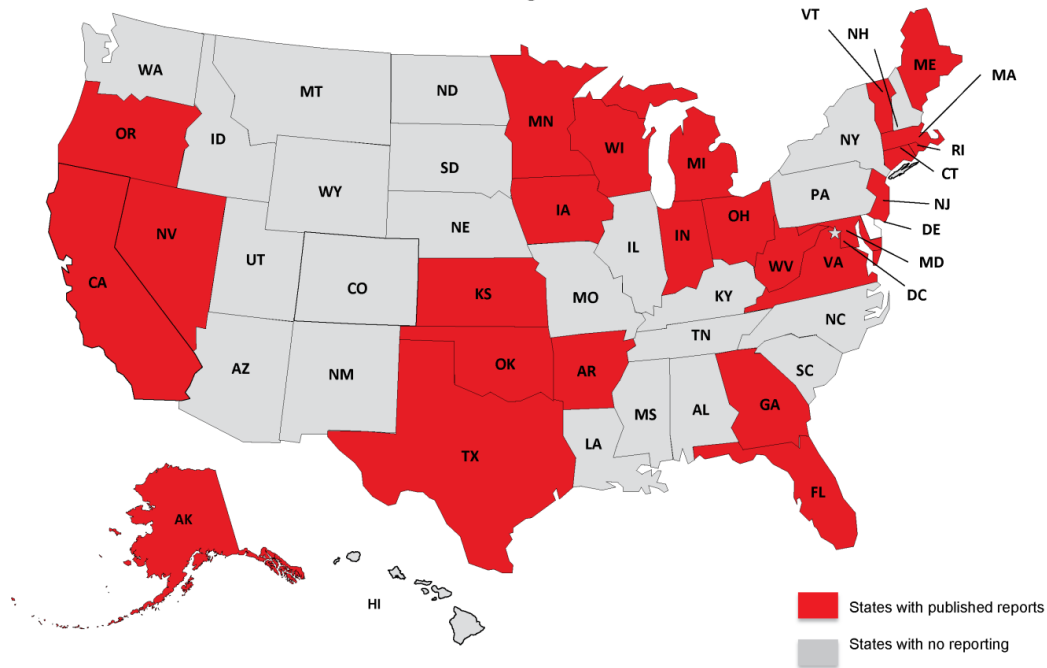 VT
NH
ME
MA
WA
MT
ND
MN
OR
ID
WI
NY
RI
SD
MI
CT
WY
PA
NJ
IA
OH
DE
NE
NV
IL
IN
UT
MD
WV
VA
CA
CO
KS
MO
KY
DC
NC
TN
AZ
OK
AR
NM
SC
MS
AL
GA
LA
TX
FL
AK
HI
States with published reports
States with no reporting